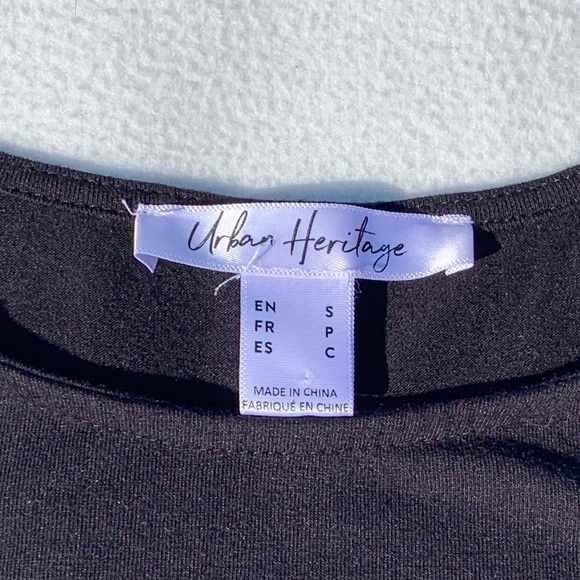 Urban Heritage
EN S
FR P
ES C
MADE IN CHINA
FABRIQUÉ EN CHINE